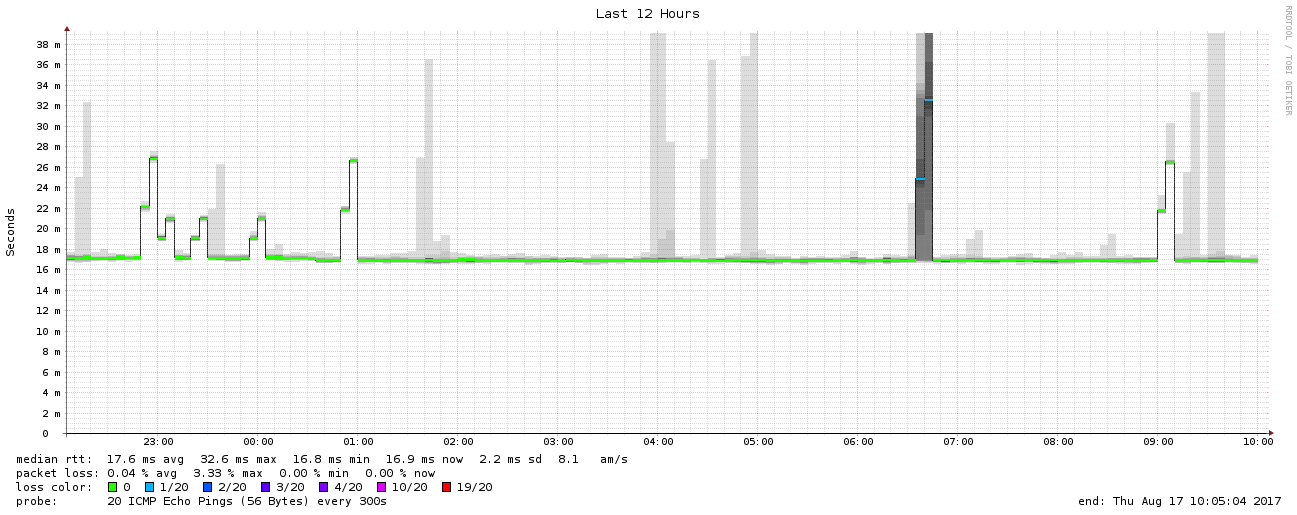 Last 12 Hours
RRDTOOL / TOBI OETIKER
Seconds
38 m
36 m
34 m
32 m
30 m
28 m
26 m
24 m
22 m
20 m
18 m
16 m
14 m
12 m
10 m
8 m
6 m
4 m
2 m
0
23:00 00:00 01:00 02:00 03:00 04:00 05:00 06:00 07:00 08:00 09:00 10:00
median rtt: 17.6 ms avg 32.6 ms max 16.8 ms min 16.9 ms now 2.2 ms sd 8.1 am/s
packet loss: 0.04 % avg 3.33 % max 0.00 % min 0.00 % now
loss color: 0 1/20 2/20 3/20 4/20 10/20 19/20
probe: 20 ICMP Echo Pings (56 Bytes) every 300s end: Thu Aug 17 10:05:04 2017